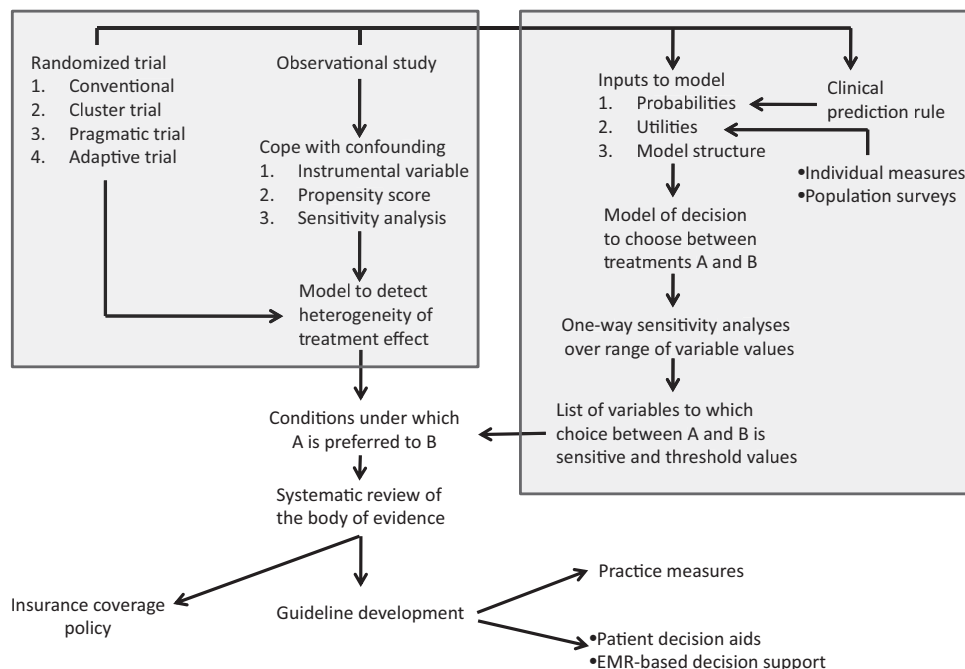 Randomized trial
1. Conventional
2. Cluster trial
3. Pragmatic trial
4. Adaptive trial
Observational study
Cope with confounding
1. Instrumental variable
2. Propensity score
3. Sensitivity analysis
Model to detect
heterogeneity of
treatment effect
Inputs to model
1. Probabilities
2. Utilities
3. Model structure
Clinical
prediction rule
•Individual measures
•Population surveys
Model of decision
to choose between
treatments A and B
One-way sensitivity analyses
over range of variable values
List of variables to which
choice between A and B is
sensitive and threshold values
Conditions under which
A is preferred to B
Systematic review of
the body of evidence
Insurance coverage
policy
Guideline development
Practice measures
•Patient decision aids
•EMR-based decision support